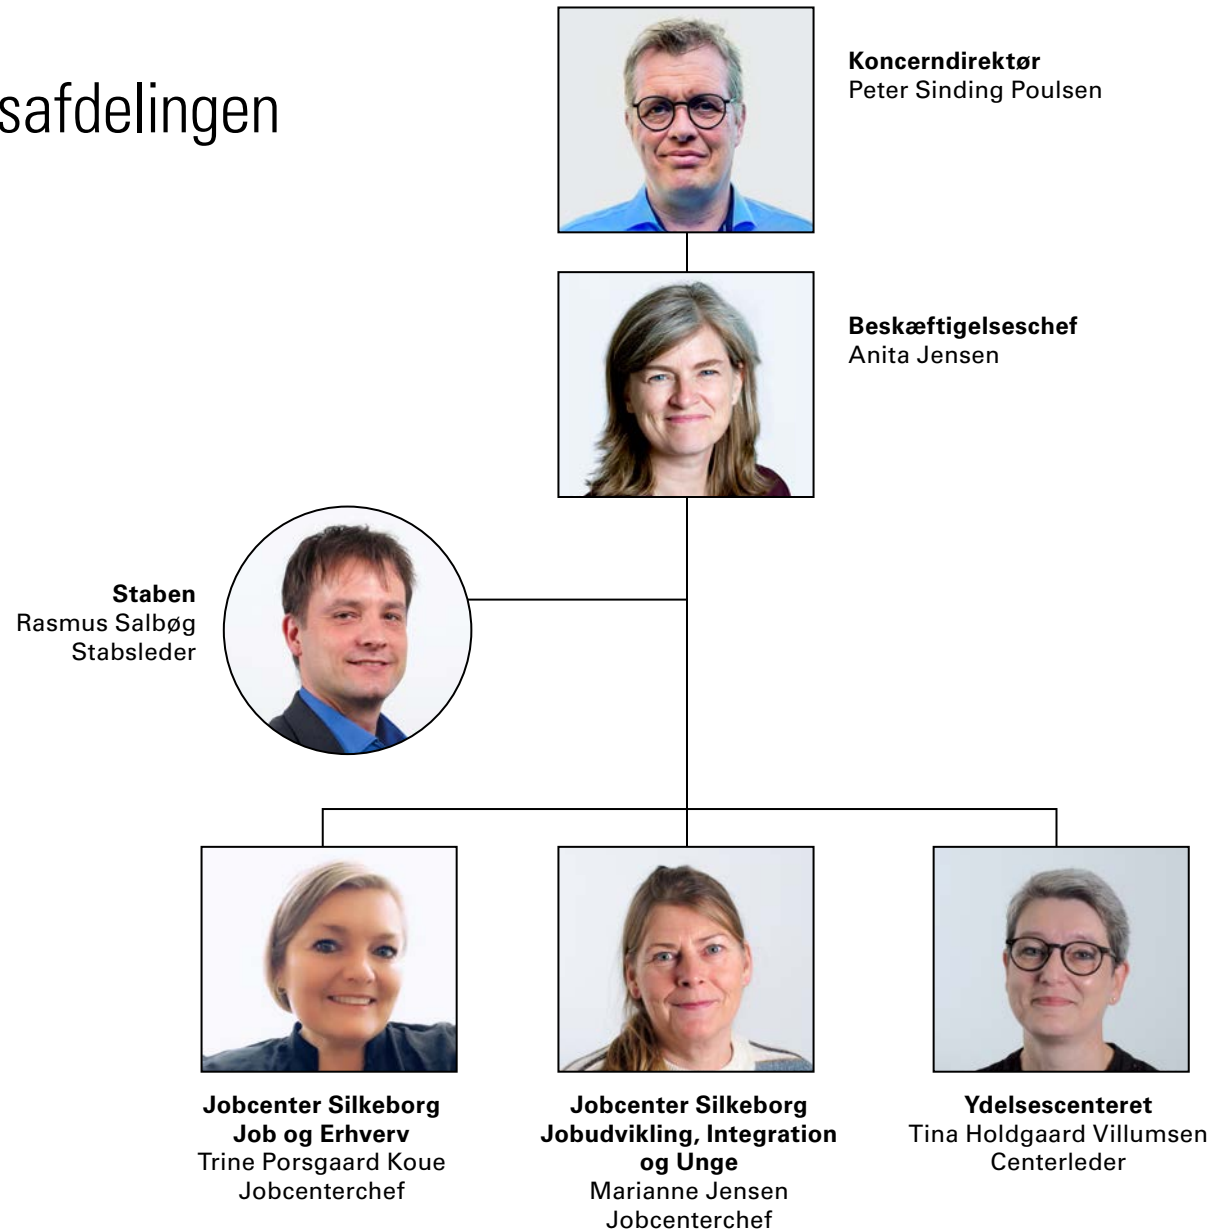 safdelingen
Koncerndirektør
Peter Sinding Poulsen
Beskæftigelseschef
Anita Jensen
Staben
Rasmus Salbøg
Stabsleder
Jobcenter Silkeborg
Job og Erhverv
Trine Porsgaard Koue
Jobcenterchef
Jobcenter Silkeborg
Jobudvikling, Integration
og Unge
Marianne Jensen
Jobcenterchef
Ydelsescenteret
Tina Holdgaard Villumsen
Centerleder